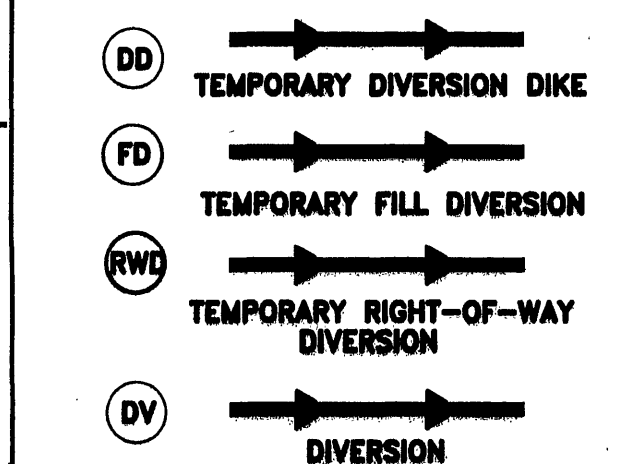 DD
TEMPORARY DIVERSION DIKE
FD
TEMPORARY FILL DIVERSION
RWD
TEMPORARY RIGHT-OF-WAY
DIVERSION
DV
DIVERSION